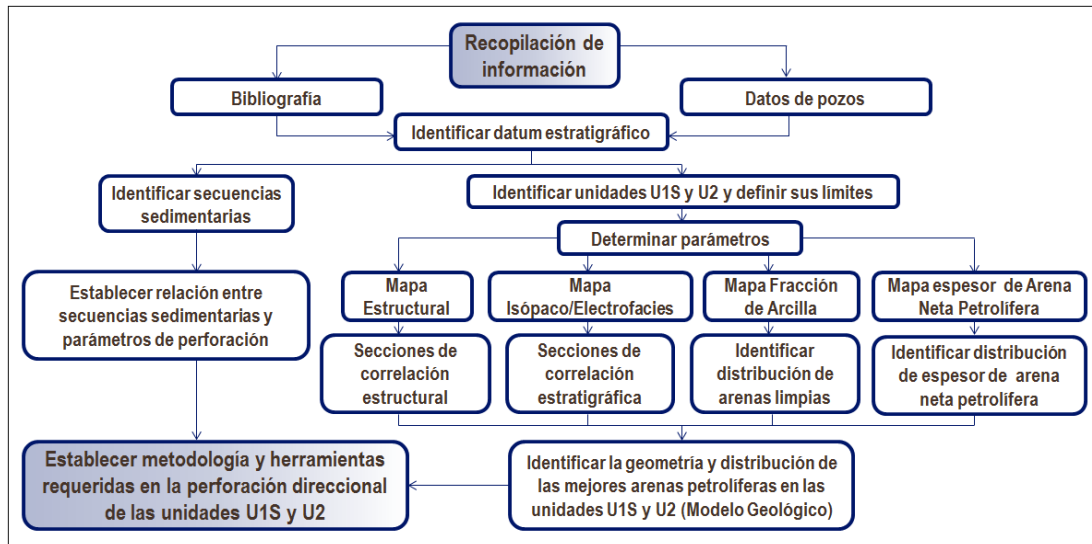 Recopilación de
información
Bibliografía
Datos de pozos
Identificar datum estratigráfico
Identificar secuencias
sedimentarias
Identificar unidades U1S y U2 y definir sus límites
Determinar parámetros
Establecer relación entre
secuencias sedimentarias y
parámetros de perforación
Mapa
Estructural
Mapa
Isópaco/Electrofacies
Mapa Fracción
de Arcilla
Mapa espesor de Arena
Neta Petrolífera
Secciones de
correlación
estructural
Secciones de
correlación
estratigráfica
Identificar
distribución de
arenas limpias
Identificar distribución
de espesor de arena
neta petrolífera
Establecer metodología y herramientas
requeridas en la perforación direccional
de las unidades U1S y U2
Identificar la geometría y distribución de
las mejores arenas petrolíferas en las
unidades U1S y U2 (Modelo Geológico)